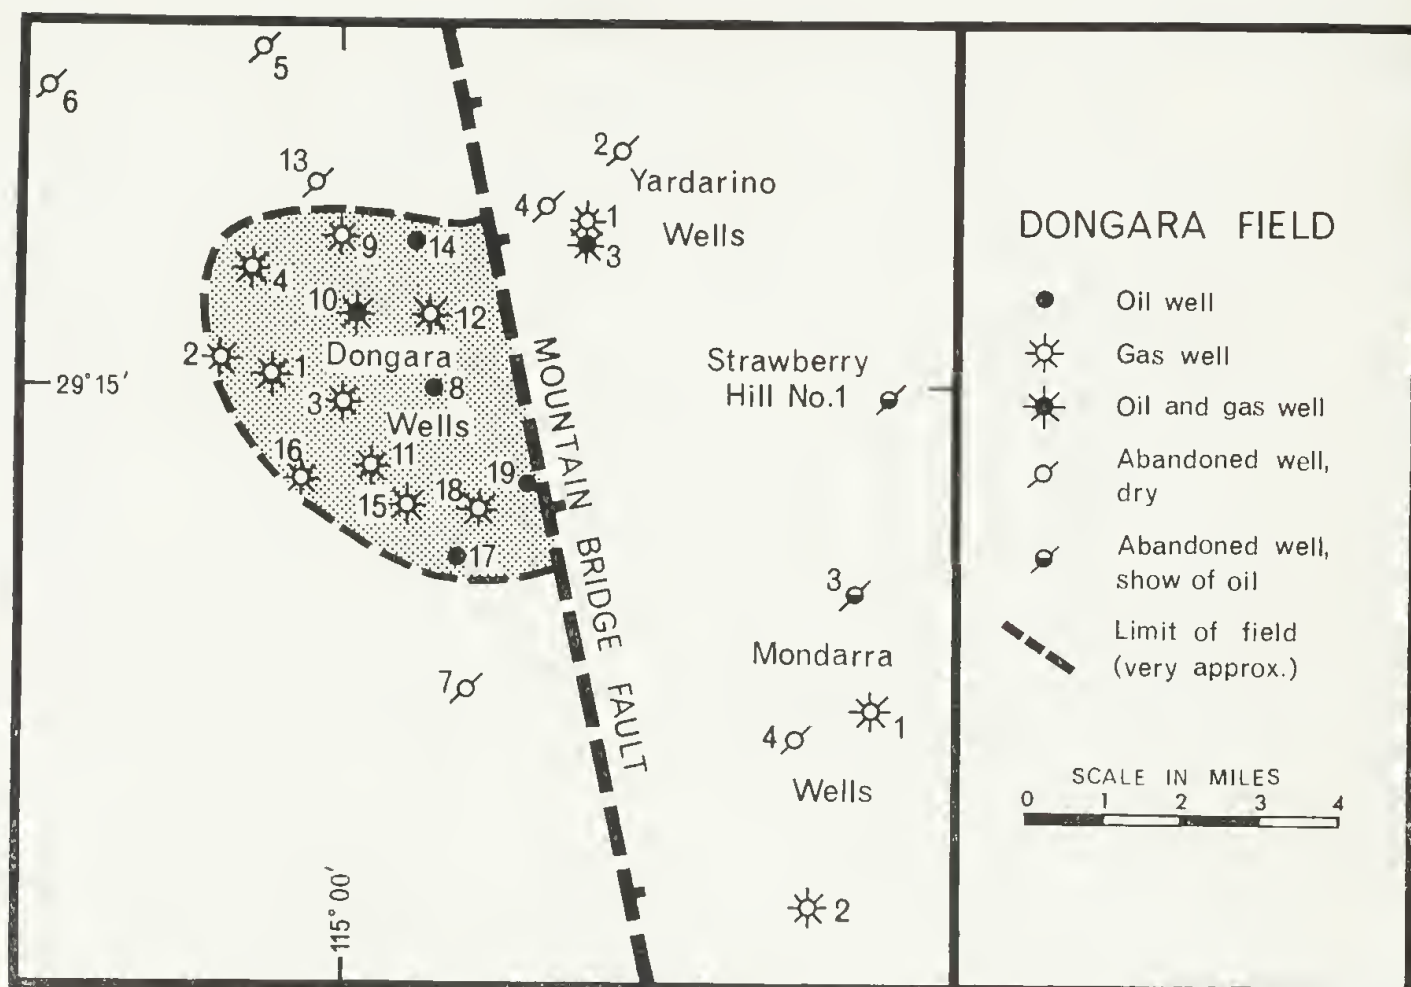 5
6
13
2
Yardarino
4
1
Wells
3
9
14
4
10
12
Dongara
2
1
8
3
Wells
16
11
19
15
18
17
7
29° 15'
115° 00'
MOUNTAIN BRIDGE FAULT
Strawberry
Hill No.1
3
Mondarra
1
4
Wells
2
DONGARA FIELD
Oil well
Gas well
Oil and gas well
Abandoned well,
dry
Abandoned well,
show of oil
Limit of field
(very approx.)
SCALE IN MILES
0 1 2 3 4